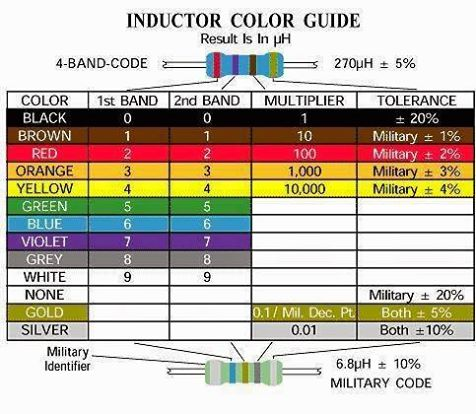 INDUCTOR COLOR GUIDE
Result Is In µH
4-BAND-CODE 270µH ± 5%
COLOR 1st BAND 2nd BAND MULTIPLIER TOLERANCE
BLACK 0 0 1 ± 20%
BROWN 1 1 10 Military ± 1%
RED 2 2 100 Military ± 2%
ORANGE 3 3 1,000 Military ± 3%
YELLOW 4 4 10,000 Military ± 4%
GREEN 5 5
BLUE 6 6
VIOLET 7 7
GREY 8 8
WHITE 9 9
NONE Military ± 20%
GOLD 0.1/ Mil. Dec. Pt. Both ± 5%
SILVER 0.01 Both ±10%
Military
Identifier
6.8µH ± 10%
MILITARY CODE